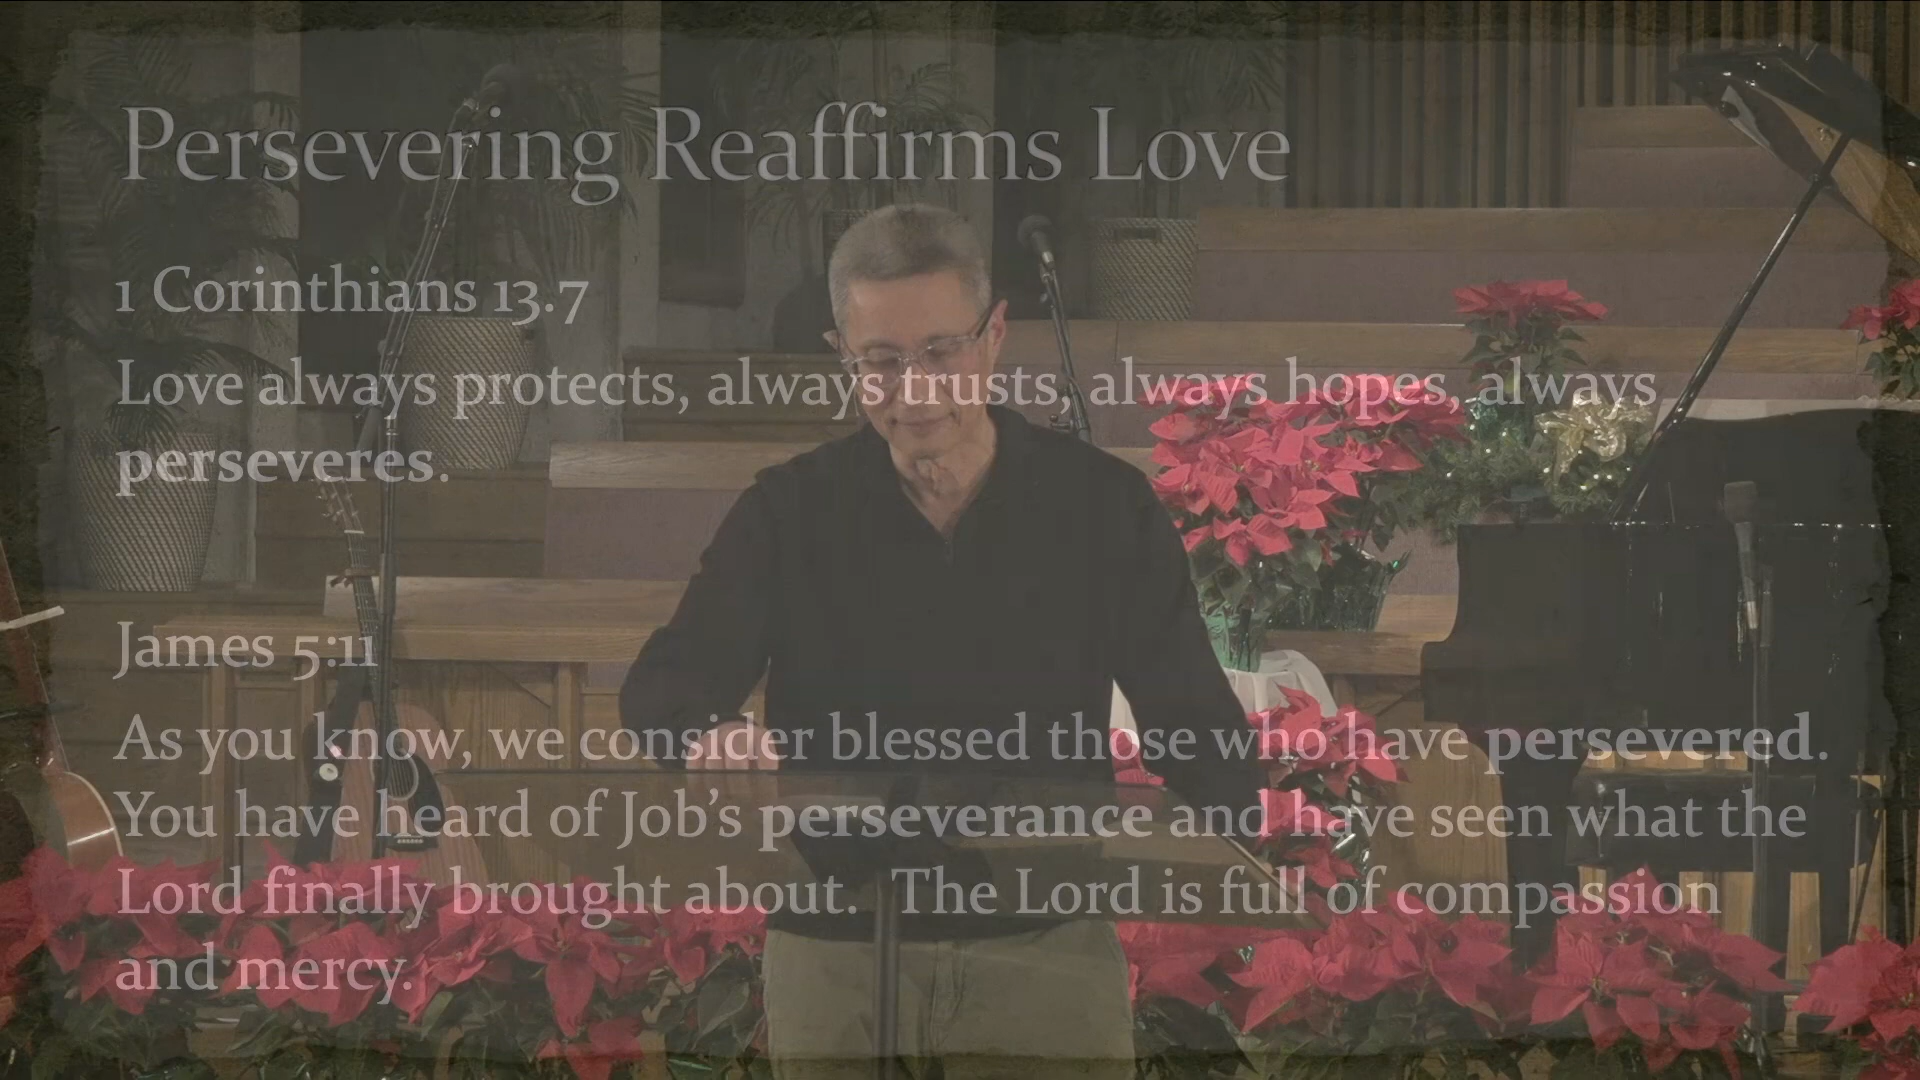 Persevering Reaffirms Love
1 Corinthians 13.7
Love always protects, always trusts, always hopes, always
perseveres.
James 5:11
As you know, we consider blessed those who have persevered.
You have heard of Job’s perseverance and have seen what the
Lord finally brought about.  The Lord is full of compassion
and mercy.